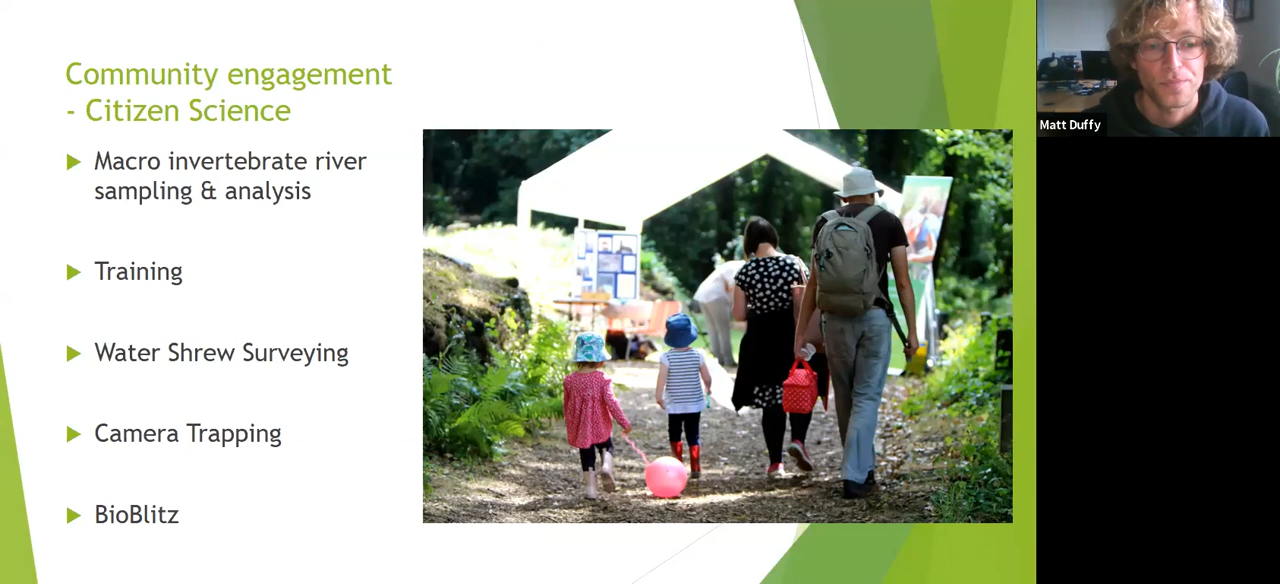 Community engagement
- Citizen Science
Macro invertebrate river
sampling & analysis
Training
Water Shrew Surveying
Camera Trapping
BioBlitz
Matt Duffy